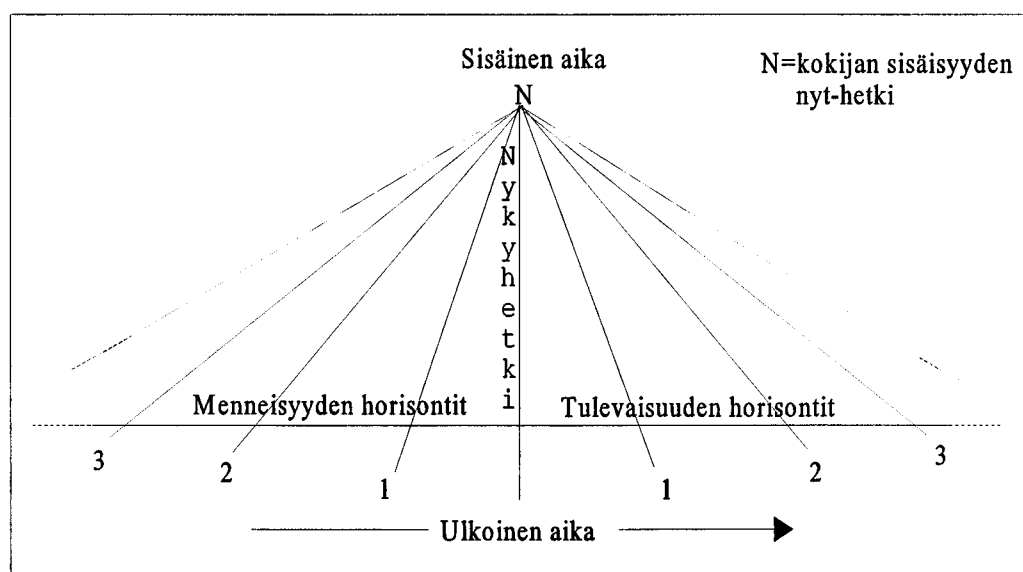 Sisäinen aika
N
N=kokijan sisäisyyden
nyt-hetki
Nykyhetki
Menneisyyden horisontit
Tulevaisuuden horisontit
3
2
1
1
2
3
Ulkoinen aika